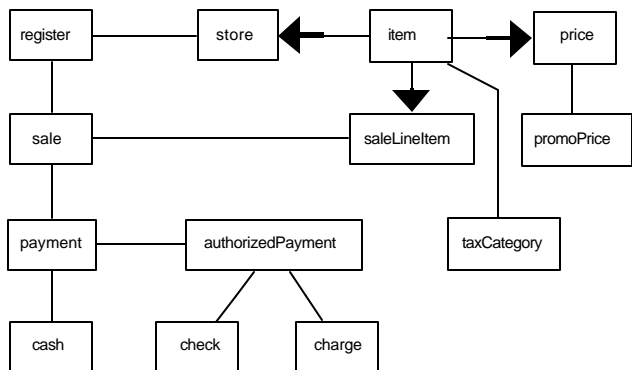 register
store
item
price
sale
saleLineItem
promoPrice
payment
authorizedPayment
taxCategory
cash
check
charge